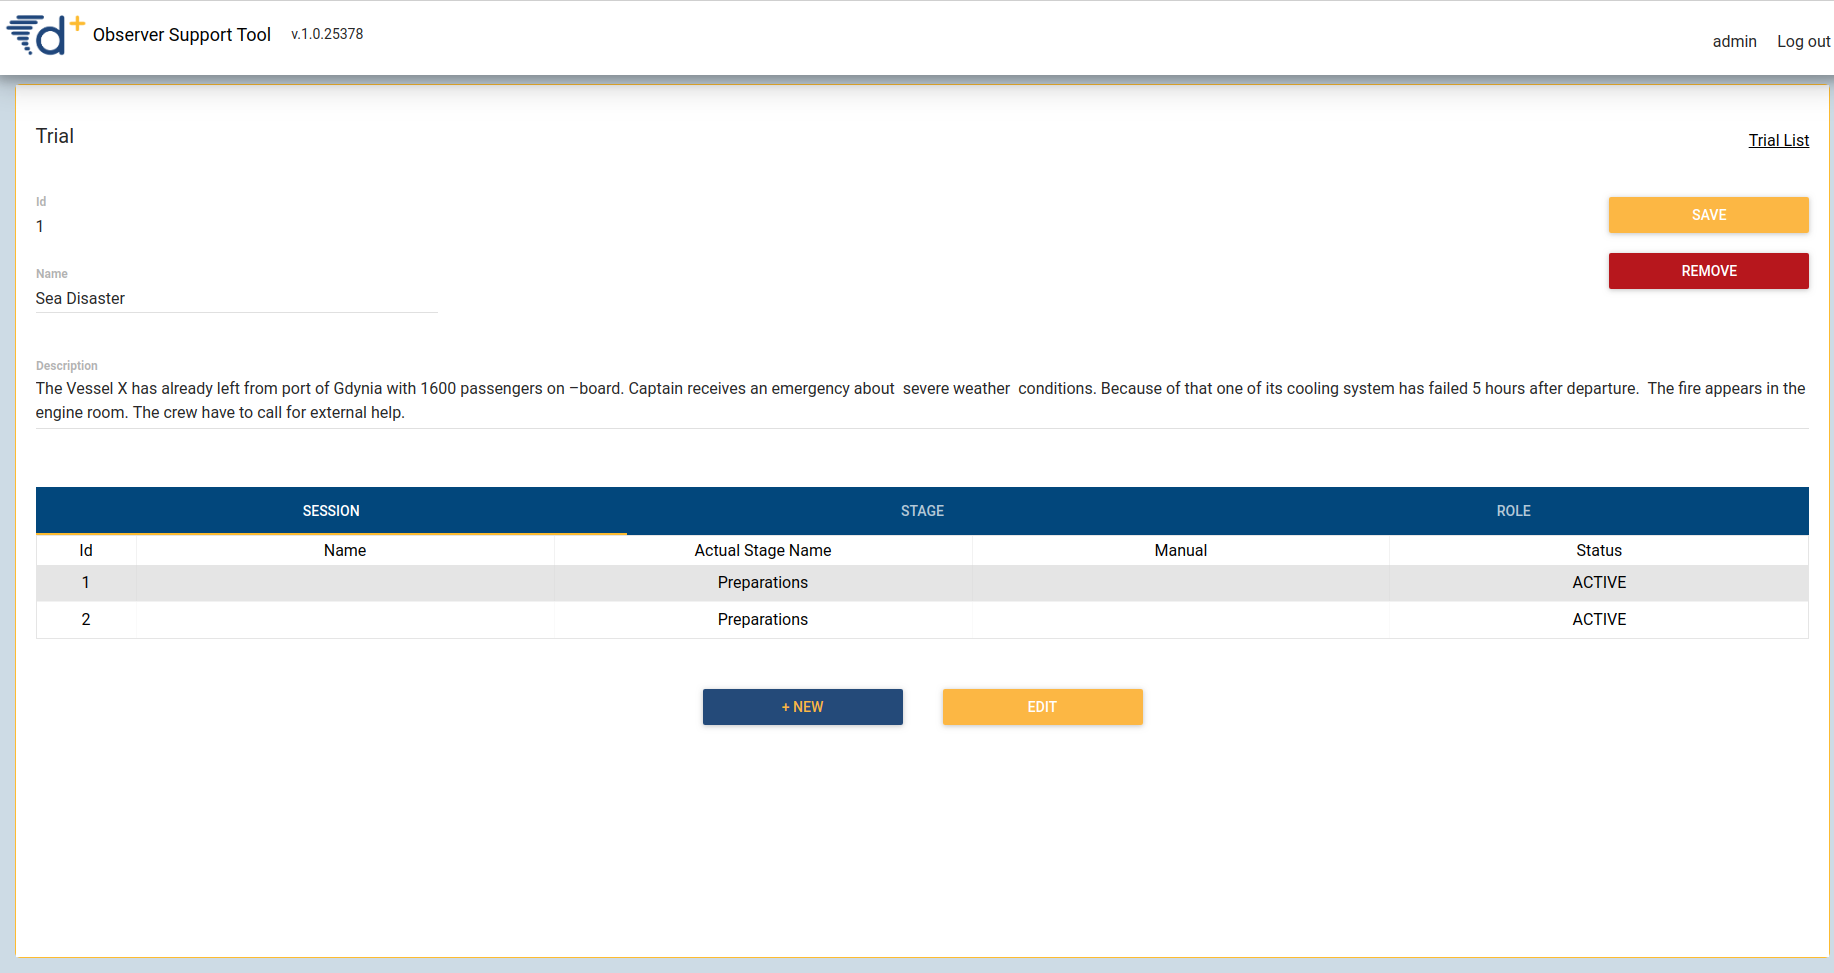 d+ Observer Support Tool v.1.0.25378
admin Log out
Trial
Trial List
Id
1
SAVE
REMOVE
Name
Sea Disaster
Description
The Vessel X has already left from port of Gdynia with 1600 passengers on –board. Captain receives an emergency about  severe weather  conditions. Because of that one of its cooling system has failed 5 hours after departure.  The fire appears in the
engine room. The crew have to call for external help.
SESSION STAGE ROLE
Id Name Actual Stage Name Manual Status
1 Preparations ACTIVE
2 Preparations ACTIVE
+ NEW EDIT